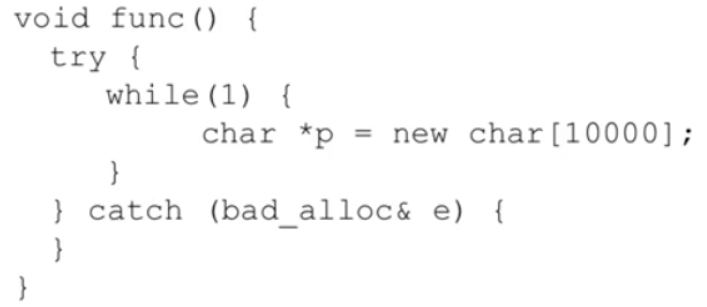 void func() {
try {
while(1) {
char *p = new char[10000];
}
} catch (bad_alloc& e) {
}
}